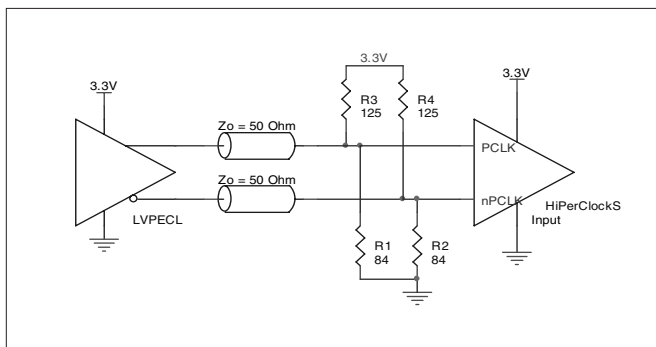 3.3V
3.3V
3.3V
R3
125
R4
125
Zo = 50 Ohm
PCLK
Zo = 50 Ohm
nPCLK
HiPerClockS
Input
LVPECL
R1
84
R2
84